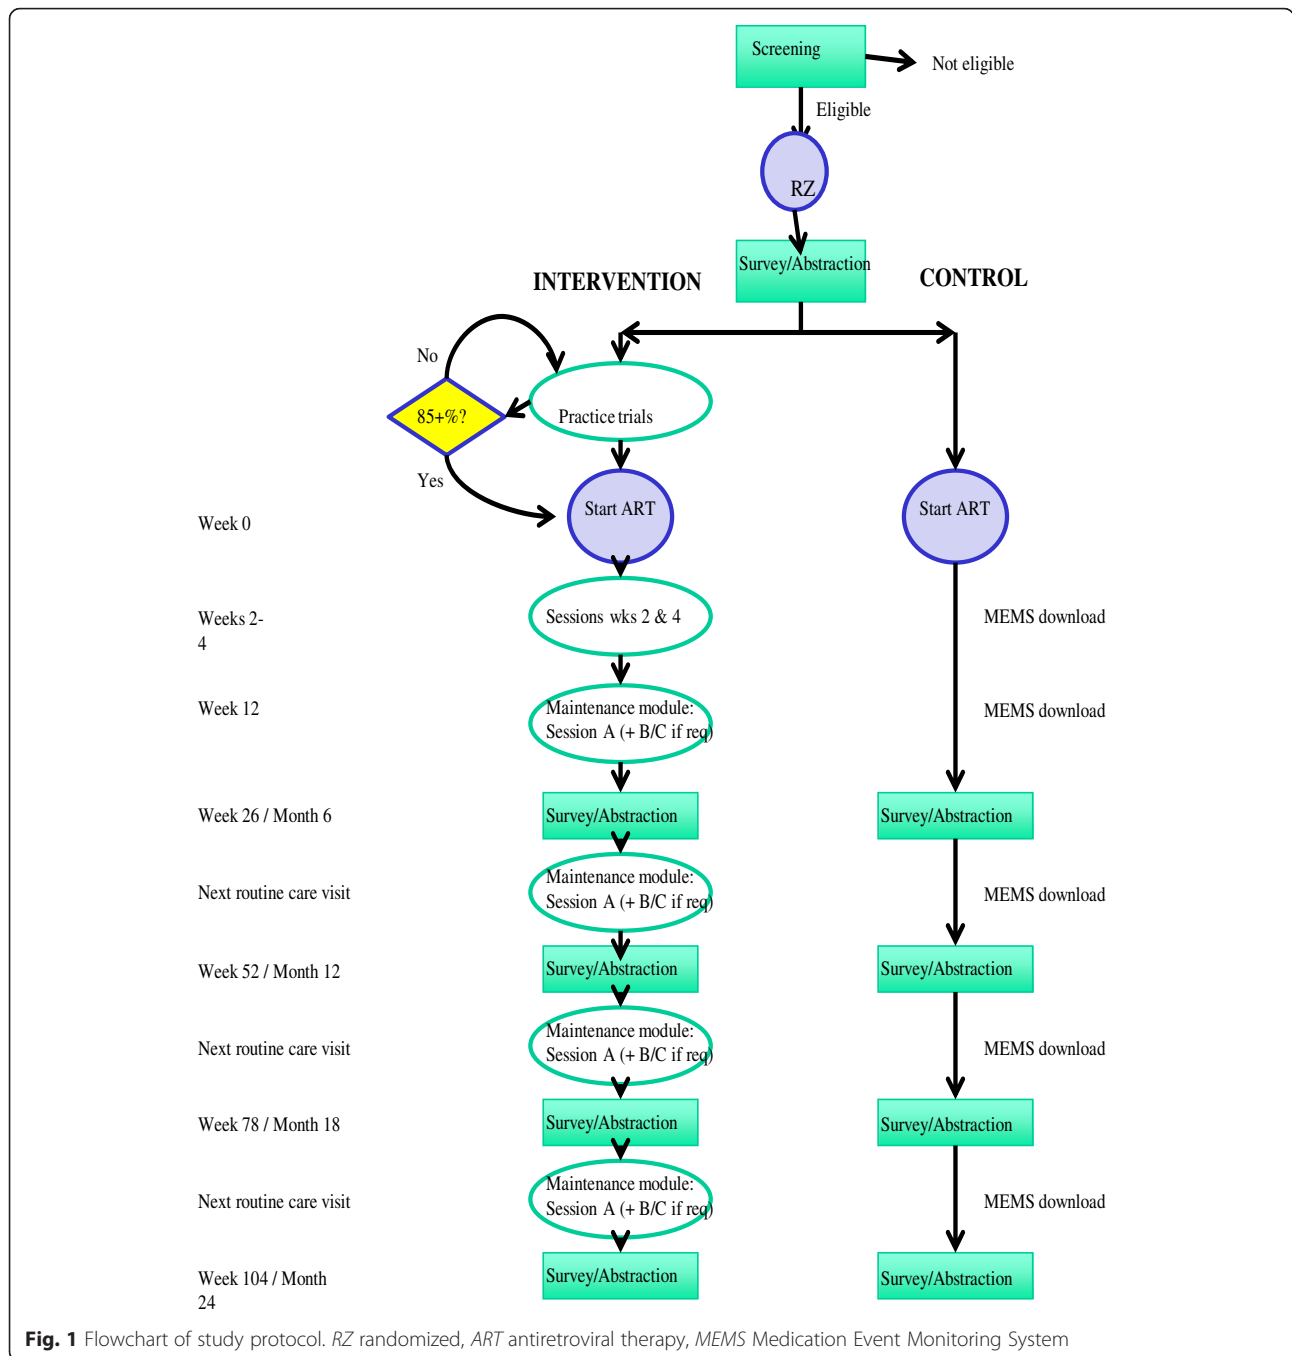 Screening
Not eligible
Eligible
RZ
Survey/Abstraction
INTERVENTION
CONTROL
No
85+%?
Practice trials
Yes
Week 0
Start ART
Start ART
Weeks 2-
4
Sessions wks 2 & 4
MEMS download
Week 12
Maintenance module:
Session A (+ B/C if req)
MEMS download
Week 26 / Month 6
Survey/Abstraction
Survey/Abstraction
Next routine care visit
Maintenance module:
Session A (+ B/C if req)
MEMS download
Week 52 / Month 12
Survey/Abstraction
Survey/Abstraction
Next routine care visit
Maintenance module:
Session A (+ B/C if req)
MEMS download
Week 78 / Month 18
Survey/Abstraction
Survey/Abstraction
Next routine care visit
Maintenance module:
Session A (+ B/C if req)
MEMS download
Week 104 / Month
24
Survey/Abstraction
Survey/Abstraction
Fig. 1 Flowchart of study protocol. RZ randomized, ART antiretroviral therapy, MEMS Medication Event Monitoring System